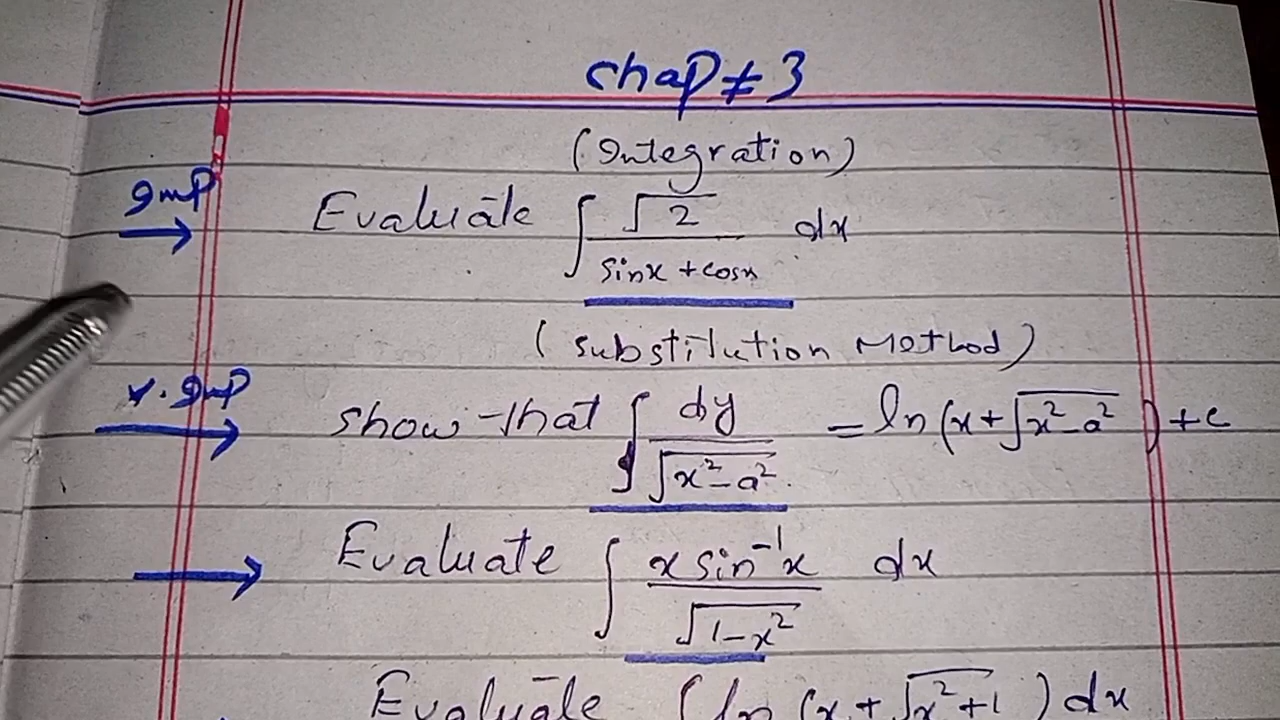 Chap # 3
(Integration)
Imp → Evaluate ∫ √2 / (sinx + cosx) dx
(Substitution Method)
V. Imp → Show that ∫ dy / √(x² - a²) = ln(x + √(x² - a²)) + c
→ Evaluate ∫ x sin⁻¹x / √(1 - x²) dx
Evaluate ∫ ln (x + √(x² + 1)) dx